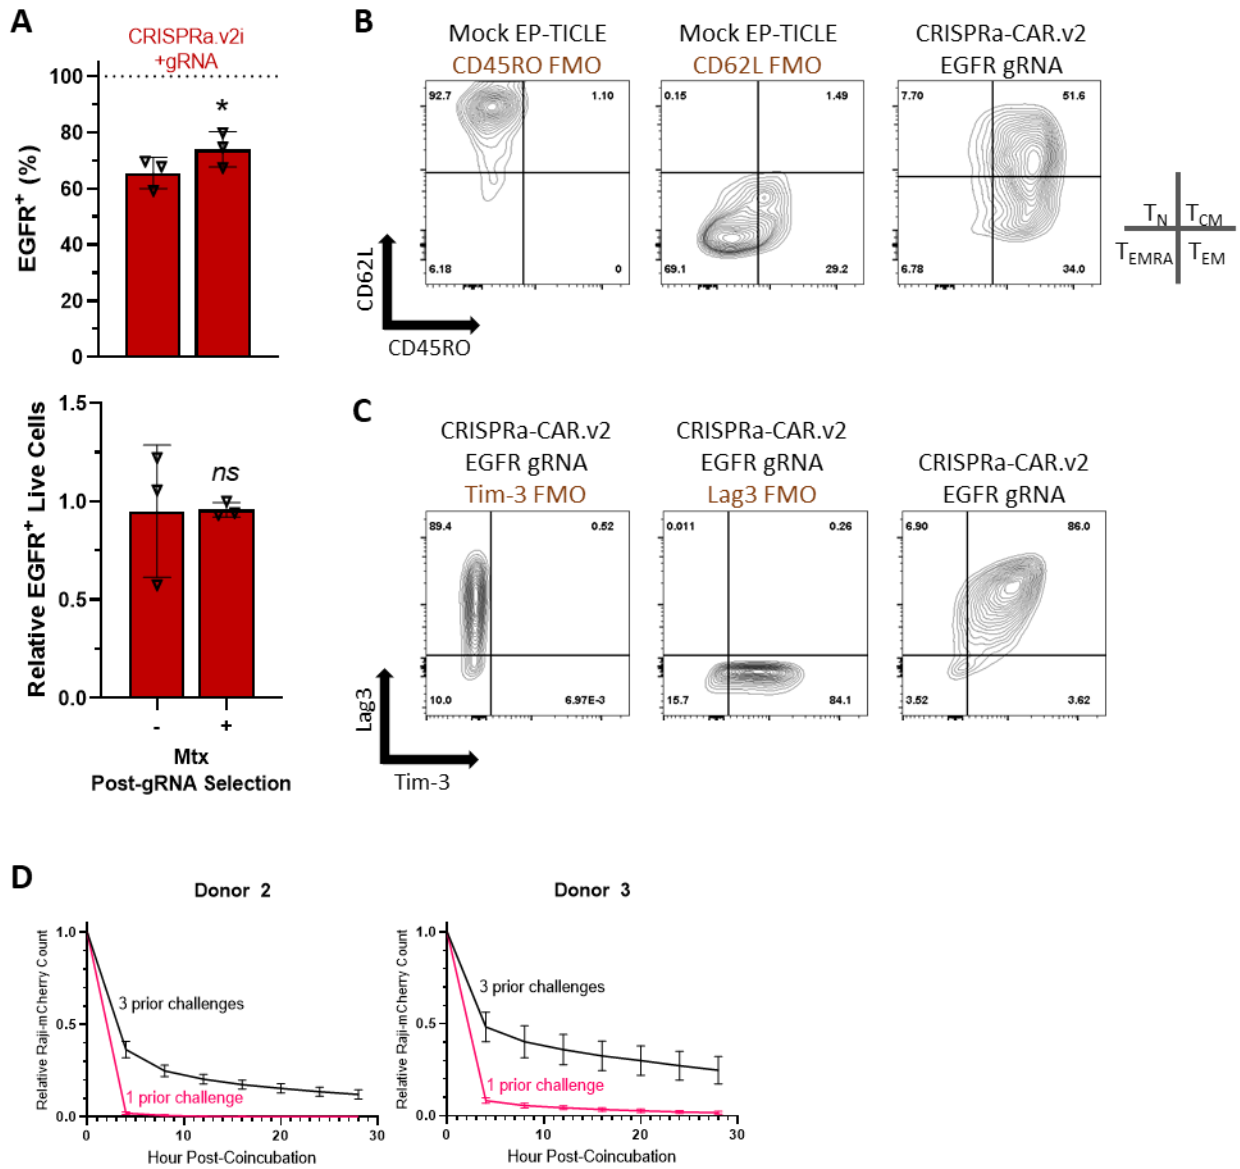 A
CRISPRa.v2i
+gRNA
100
80
60
40
20
0
EGFR+ (%)
*
1.5
1.0
0.5
0.0
Relative EGFR+ Live Cells
ns
- +
Mtx
Post-gRNA Selection
B
Mock EP-TICLE
CD45RO FMO
92.7 1.10
6.18 0
Mock EP-TICLE
CD62L FMO
0.15 1.49
69.1 29.2
CRISPRa-CAR.v2
EGFR gRNA
7.70 51.6
6.78 34.0
TN TCM
TEMRA TEM
CD62L
CD45RO
C
CRISPRa-CAR.v2
EGFR gRNA
Tim-3 FMO
89.4 0.52
10.0 6.97E-3
CRISPRa-CAR.v2
EGFR gRNA
Lag3 FMO
0.011 0.26
15.7 84.1
CRISPRa-CAR.v2
EGFR gRNA
6.90 86.0
3.52 3.62
Lag3
Tim-3
D
Donor 2
Relative Raji-mCherry Count
1.0
0.5
0.0
3 prior challenges
1 prior challenge
0 10 20 30
Hour Post-Coincubation
Donor 3
Relative Raji-mCherry Count
1.0
0.5
0.0
3 prior challenges
1 prior challenge
0 10 20 30
Hour Post-Coincubation